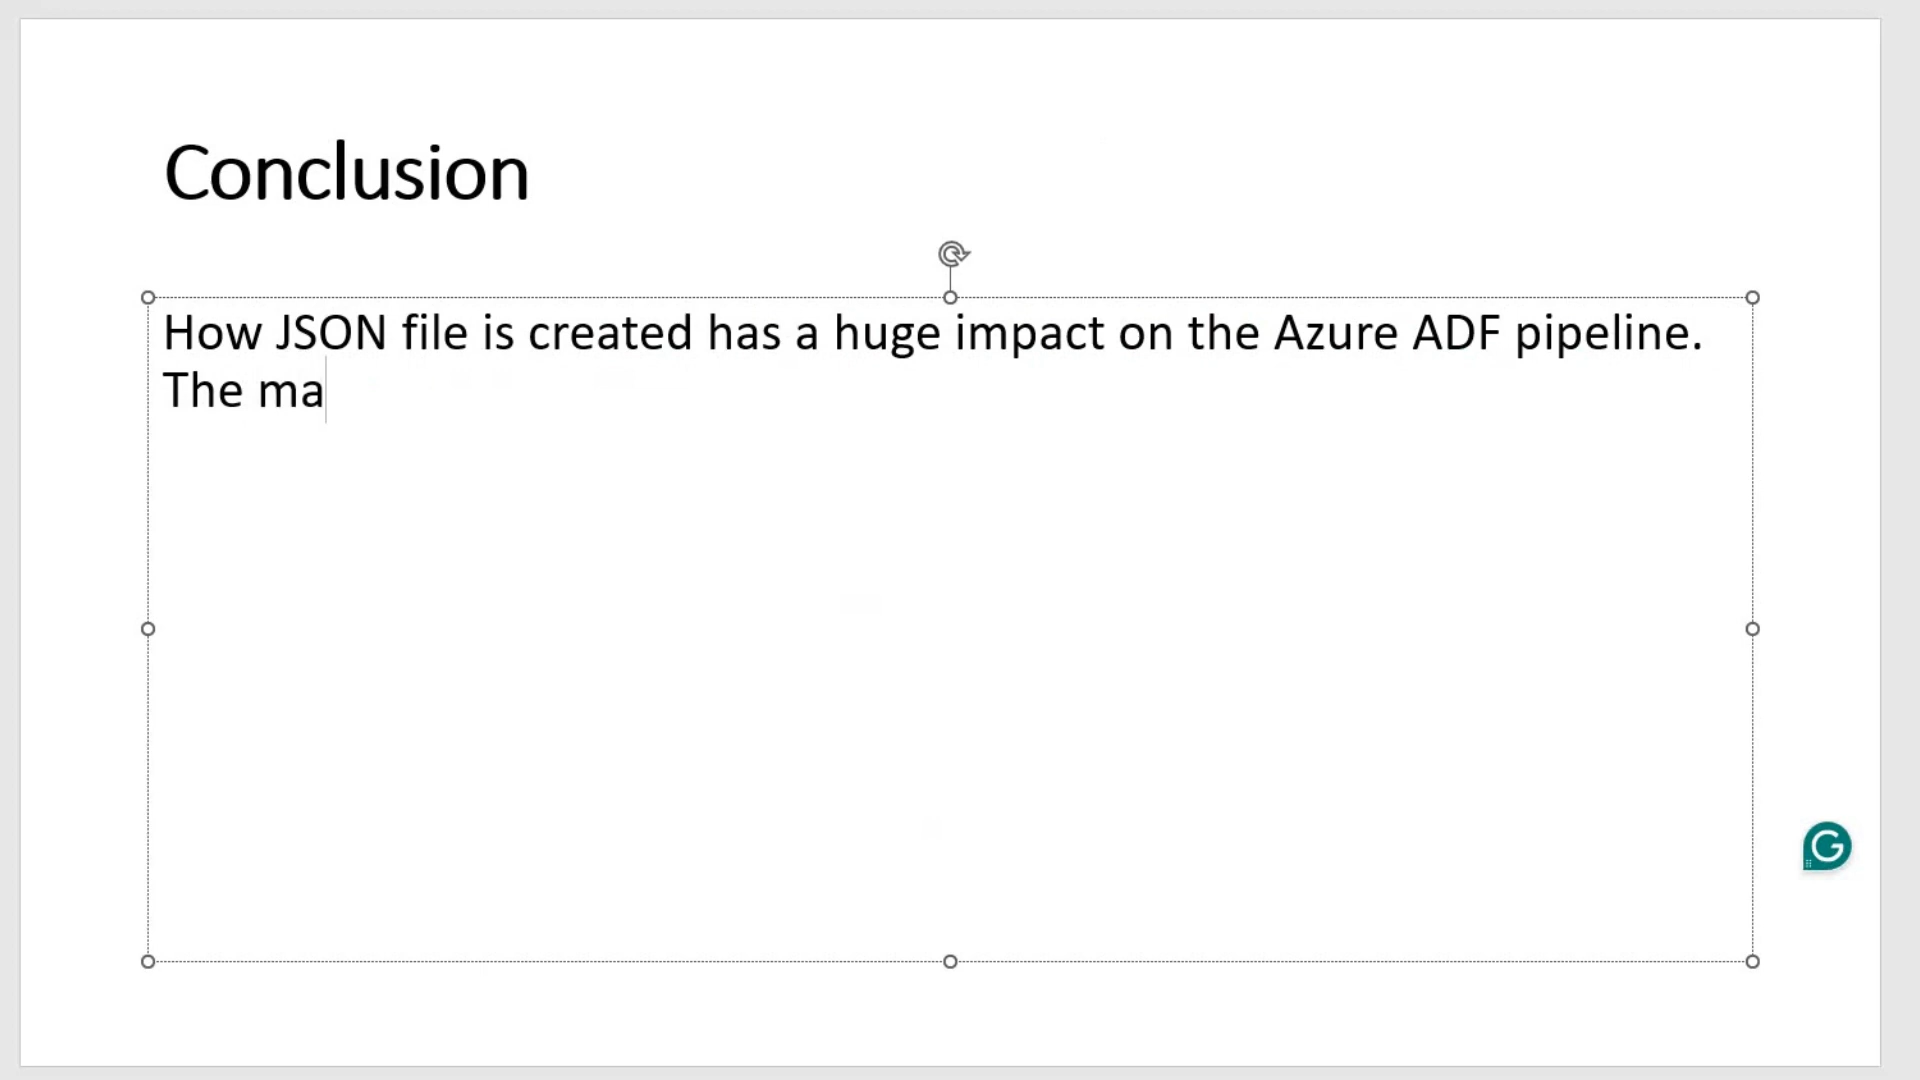 Conclusion
How JSON file is created has a huge impact on the Azure ADF pipeline.
The ma